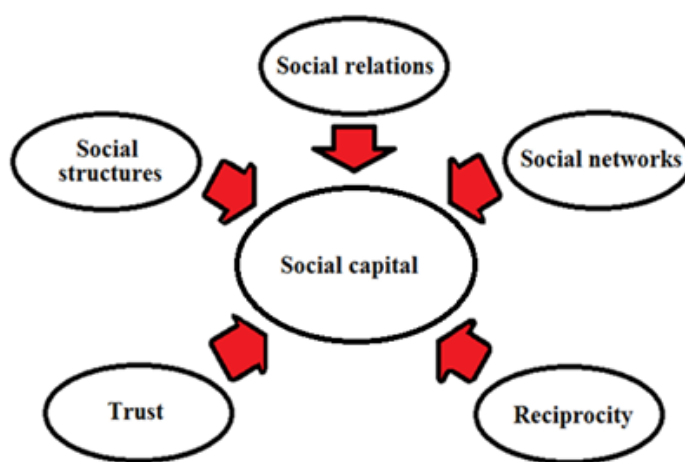 Social relations
Social
structures
Social networks
Social capital
Trust
Reciprocity